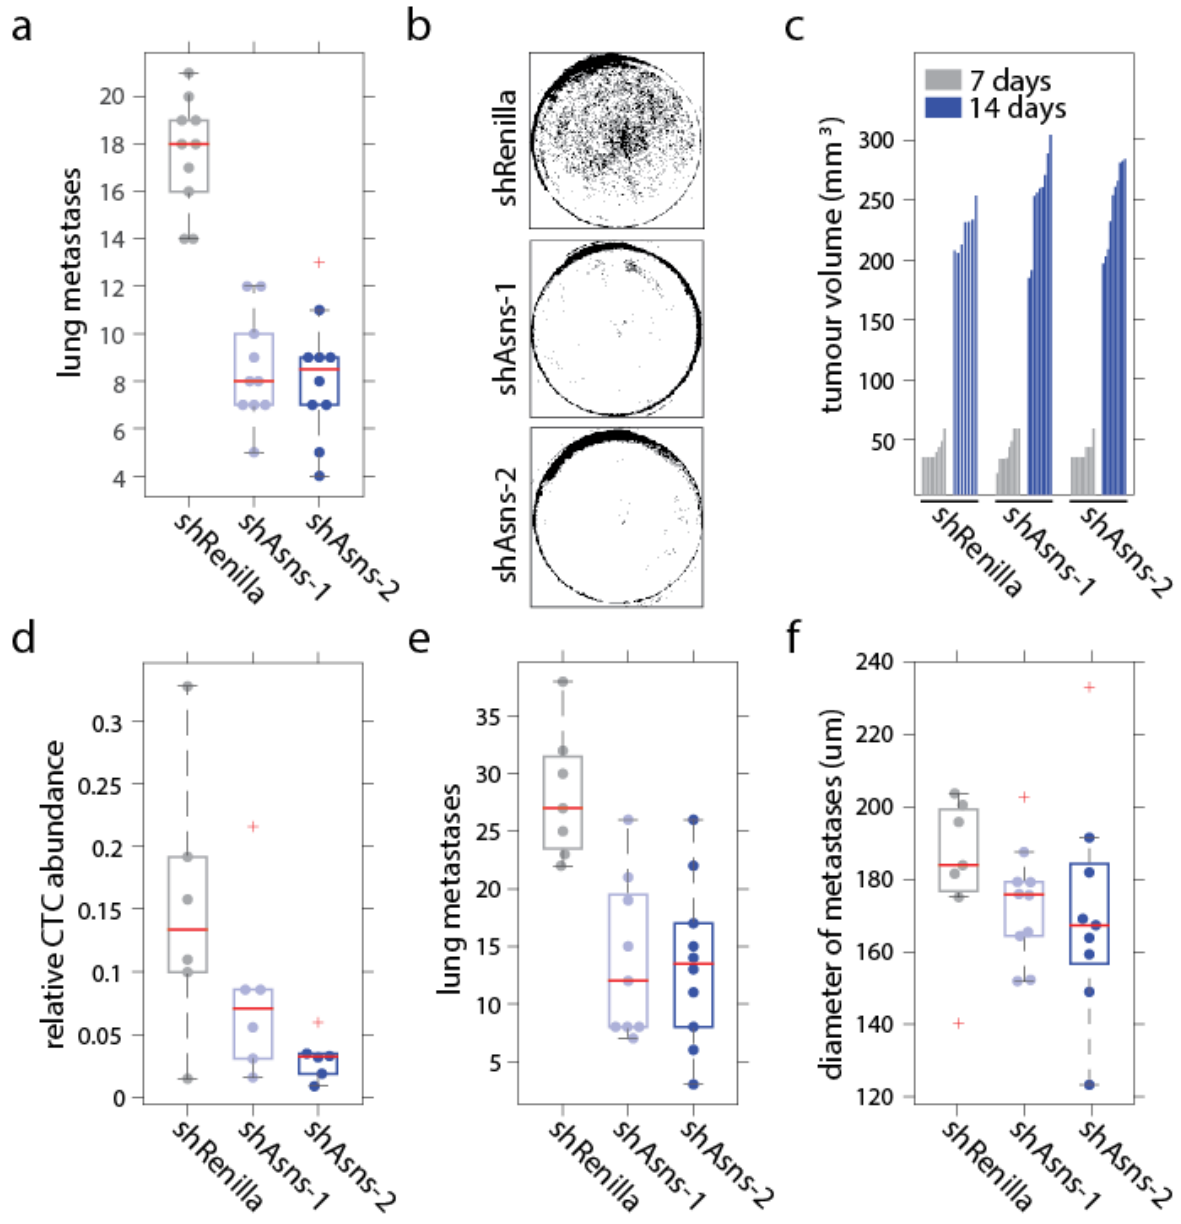 a
lung metastases
20
18
16
14
12
10
8
6
4
shRenilla
shAsns-1
shAsns-2
b
shRenilla
shAsns-1
shAsns-2
c
7 days
14 days
tumour volume (mm ³)
300
250
200
150
100
50
shRenilla
shAsns-1
shAsns-2
d
relative CTC abundance
0.3
0.25
0.2
0.15
0.1
0.05
0
shRenilla
shAsns-1
shAsns-2
e
lung metastases
35
30
25
20
15
10
5
shRenilla
shAsns-1
shAsns-2
f
diameter of metastases (um)
240
220
200
180
160
140
120
shRenilla
shAsns-1
shAsns-2